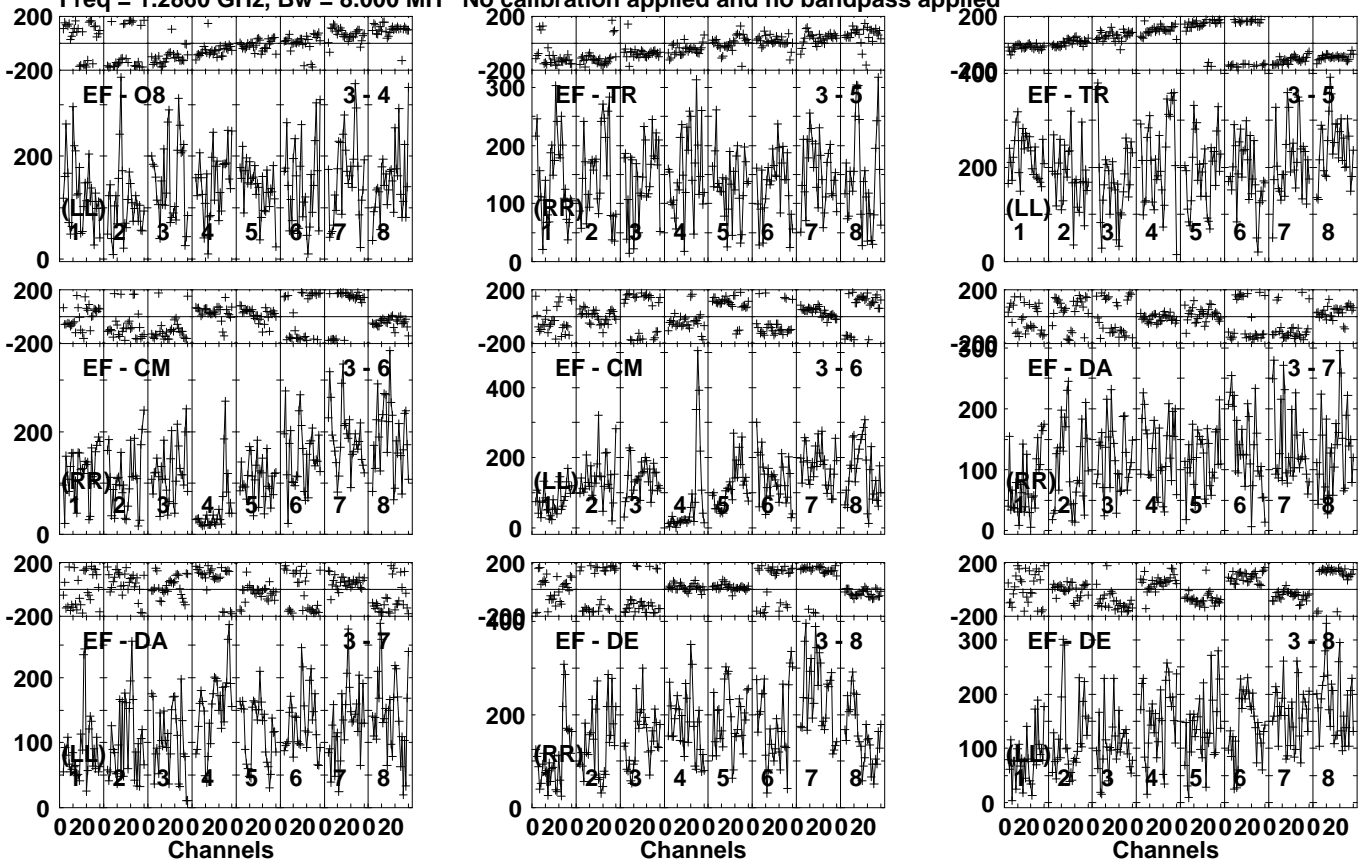 Freq = 1.2860 GHz, Bw = 8.000 MH No calibration applied and no bandpass applied
200 200 200
-200 -200 -200
EF - O8 3 - 4 EF - TR 3 - 5 EF - TR 3 - 5
300 400
200 200 200
100
(LL) (RR) (LL)
1 2 3 4 5 6 7 8 1 2 3 4 5 6 7 8 1 2 3 4 5 6 7 8
0 0 0
200 200 200
-200 -200 -200
EF - CM 3 - 6 EF - CM 3 - 6 EF - DA 3 - 7
400 300
200 200 200
100
(RR) (LL) (RR)
1 2 3 4 5 6 7 8 1 2 3 4 5 6 7 8 1 2 3 4 5 6 7 8
0 0 0
200 200 200
-200 -200 -200
EF - DA 3 - 7 EF - DE 3 - 8 EF - DE 3 - 8
400 300
200 200 200
100 100
(LL) (RR) (LL)
1 2 3 4 5 6 7 8 1 2 3 4 5 6 7 8 1 2 3 4 5 6 7 8
0 0 0
0 20 0 20 0 20 0 20 0 20 0 20 0 20 0 20 0 20 0 20 0 20 0 20 0 20 0 20 0 20 0 20 0 20 0 20 0 20 0 20 0 20 0 20 0 20 0 20
Channels Channels Channels